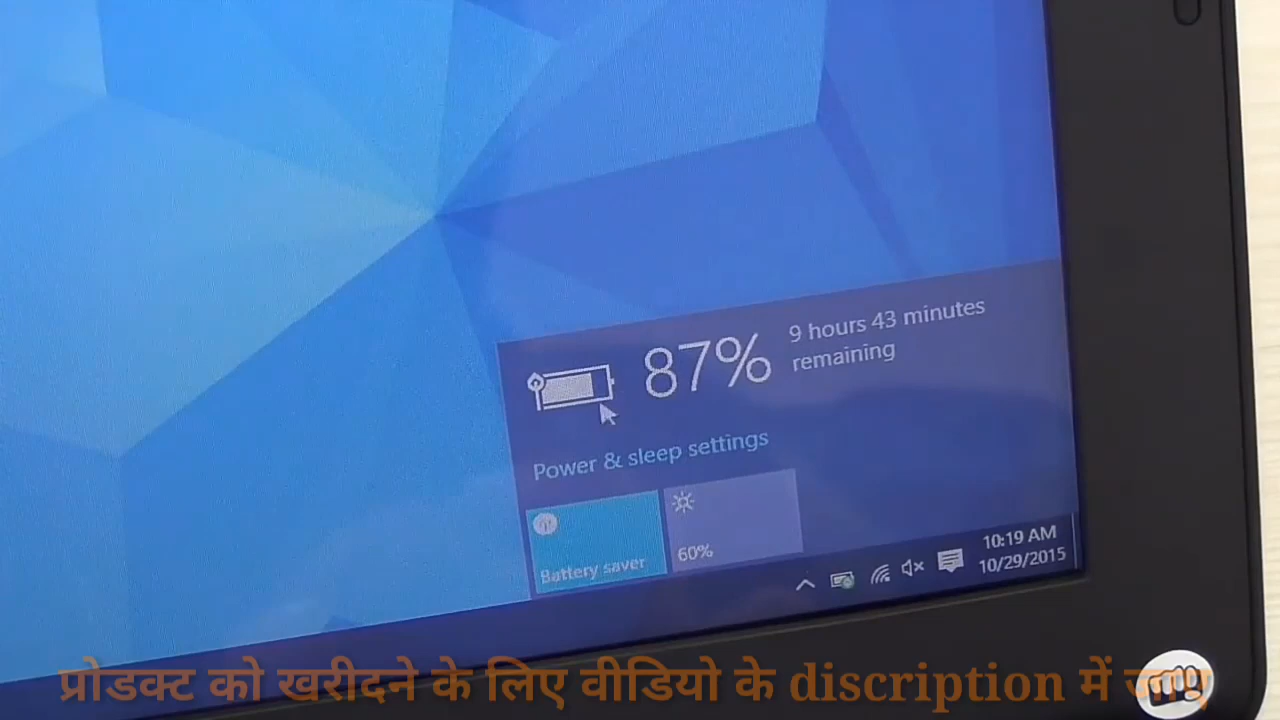 87%
9 hours 43 minutes
remaining
Power & sleep settings
Battery saver
60%
10:19 AM
10/29/2015
प्रोडक्ट को खरीदने के लिए वीडियो के discription में